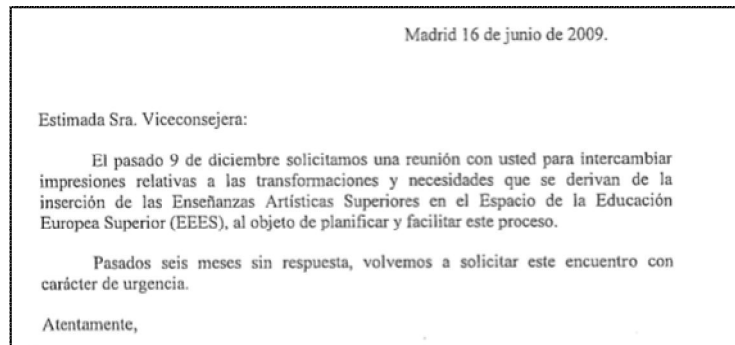 Madrid 16 de junio de 2009.
Estimada Sra. Viceconsejera:
El pasado 9 de diciembre solicitamos una reunión con usted para intercambiar
impresiones relativas a las transformaciones y necesidades que se derivan de la
inserción de las Enseñanzas Artísticas Superiores en el Espacio de la Educación
Europea Superior (EEES), al objeto de planificar y facilitar este proceso.
Pasados seis meses sin respuesta, volvemos a solicitar este encuentro con
carácter de urgencia.
Atentamente,